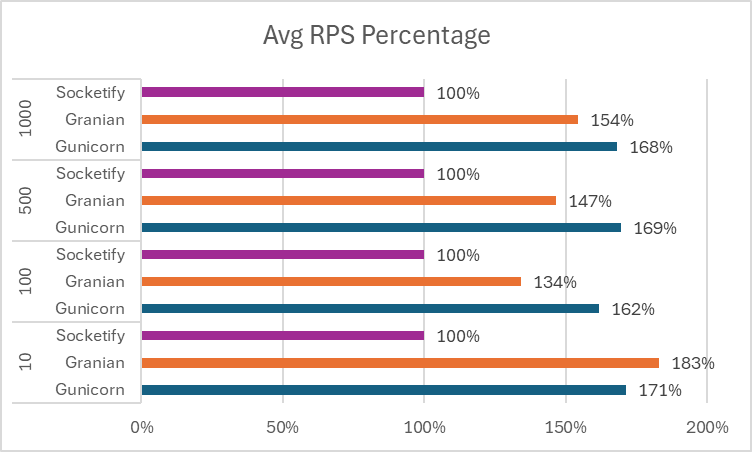 Avg RPS Percentage
1000
Socketify 100%
Granian 154%
Gunicorn 168%
500
Socketify 100%
Granian 147%
Gunicorn 169%
100
Socketify 100%
Granian 134%
Gunicorn 162%
10
Socketify 100%
Granian 183%
Gunicorn 171%
0% 50% 100% 150% 200%